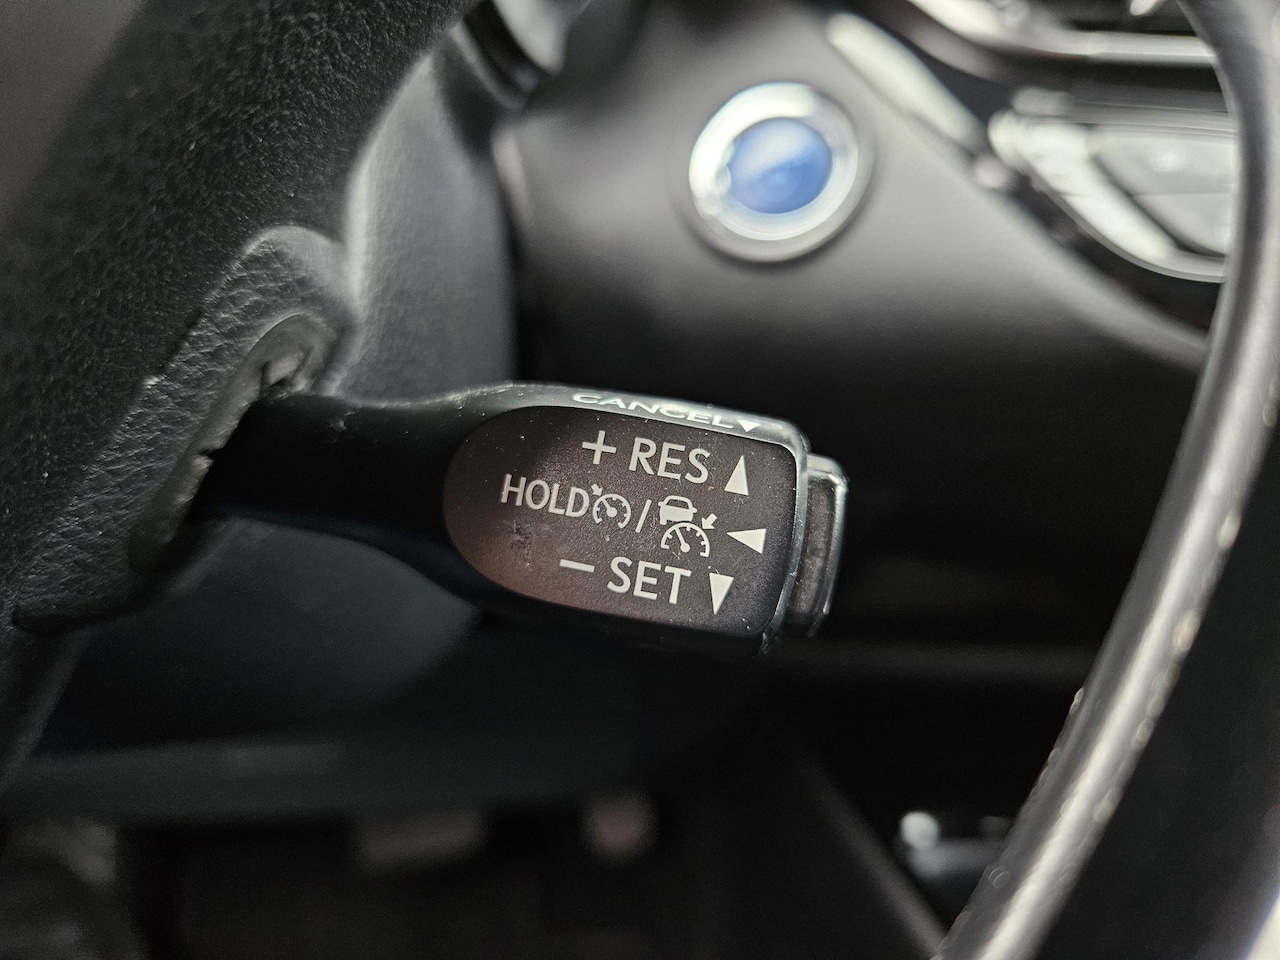 CANCEL▼
+ RES ▲
HOLD / ◀
− SET ▼